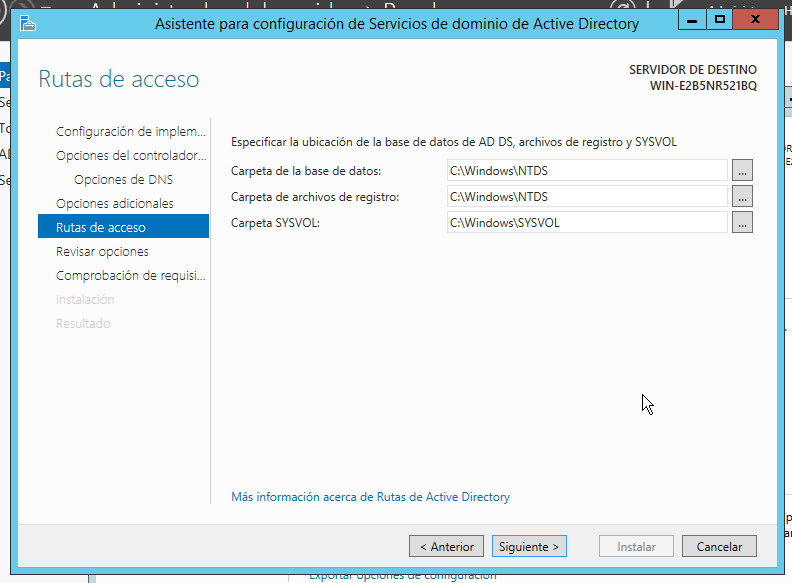 Asistente para configuración de Servicios de dominio de Active Directory
Rutas de acceso
SERVIDOR DE DESTINO
WIN-E2B5NR521BQ
Configuración de implem...
Opciones del controlador...
Opciones de DNS
Opciones adicionales
Rutas de acceso
Revisar opciones
Comprobación de requisi...
Instalación
Resultado
Especificar la ubicación de la base de datos de AD DS, archivos de registro y SYSVOL
Carpeta de la base de datos: C:\Windows\NTDS ...
Carpeta de archivos de registro: C:\Windows\NTDS ...
Carpeta SYSVOL: C:\Windows\SYSVOL ...
Más información acerca de Rutas de Active Directory
< Anterior Siguiente > Instalar Cancelar
Exportar opciones de configuración